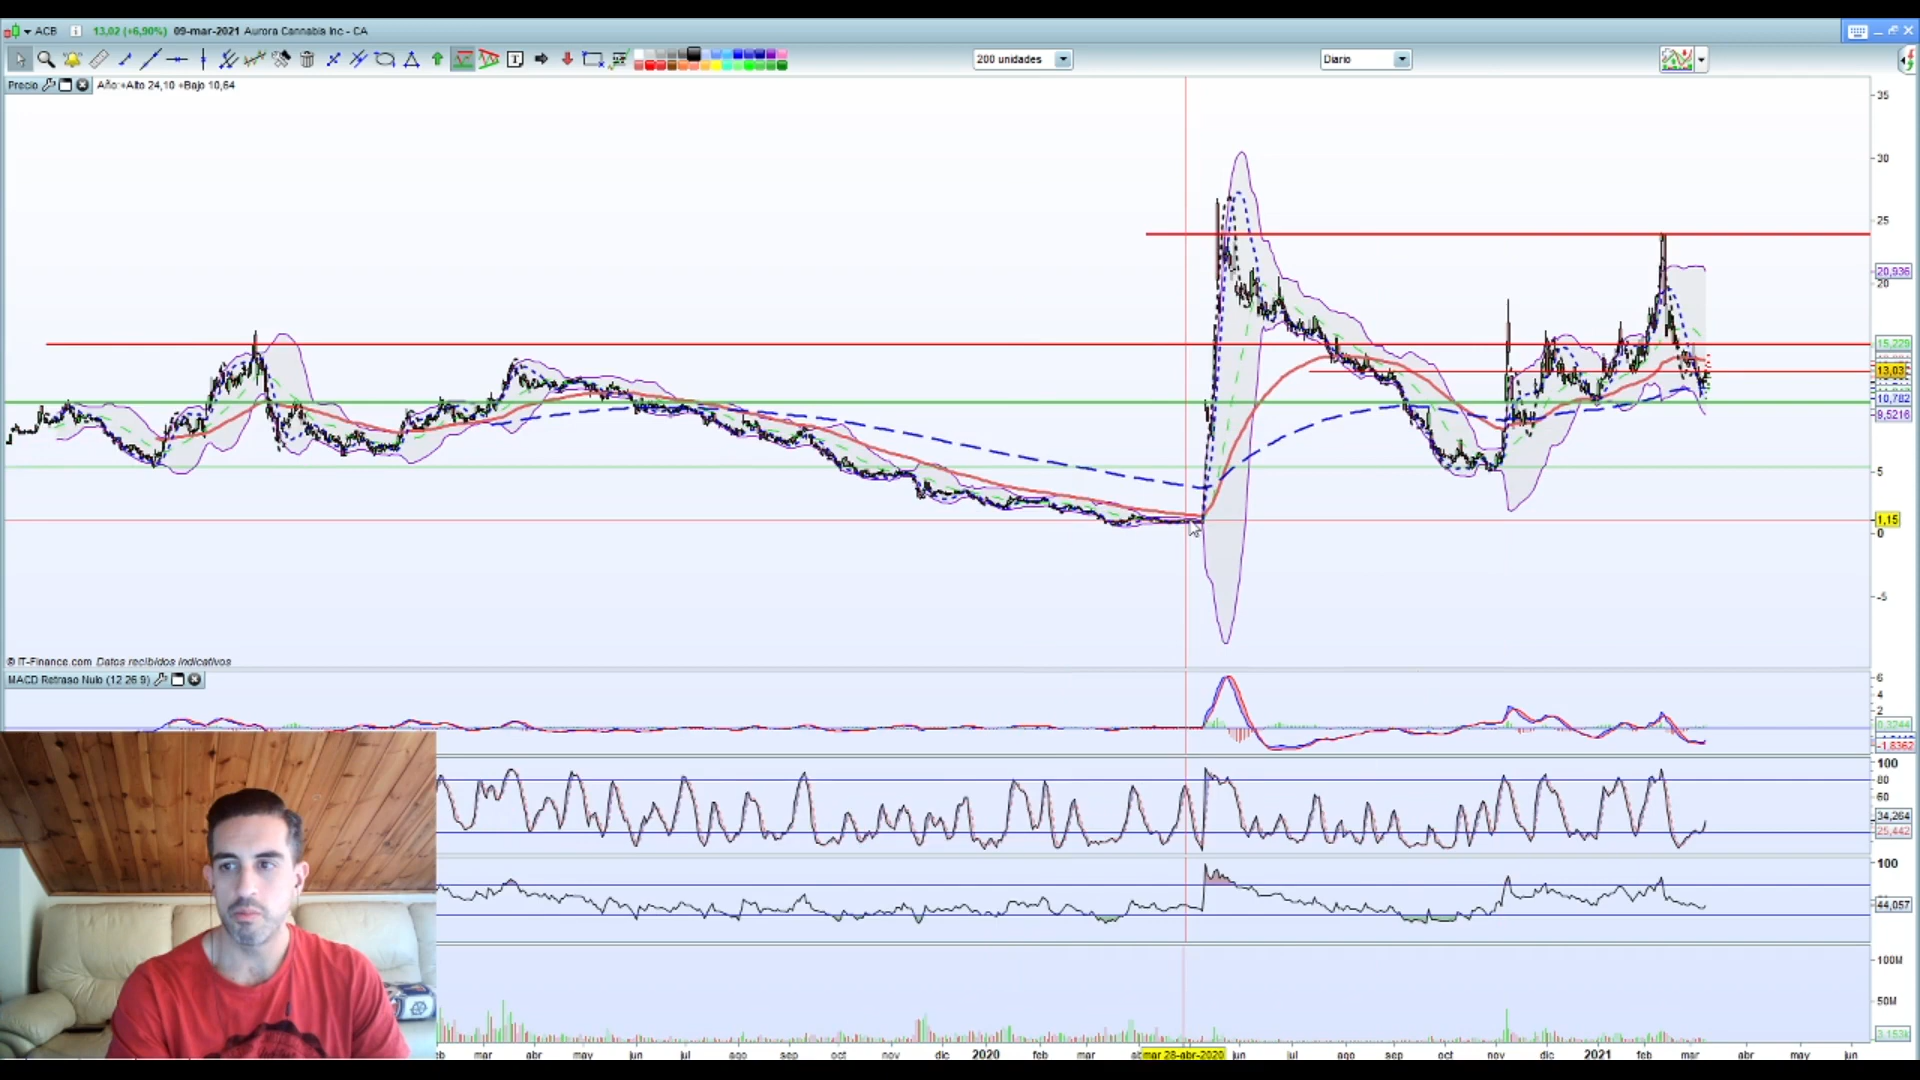 ACB 13,02 (+6,90%) 09-mar-2021 Aurora Cannabis Inc - CA
200 unidades Diario
Precio Año:+Alto 24,10 +Bajo 10,64
35
30
25
20,936
20
15,229
13,03
10,782
9,5216
5
1,15
0
-5
© IT-Finance.com Datos recibidos indicativos
MACD Retraso Nulo (12 26 9)
6
4
2
0,3244
-1,8362
100
80
60
34,264
25,442
100
44,057
100M
50M
3.153k
mar abr may jun jul ago sep oct nov dic 2020 feb mar mar 28-abr-2020 jun jul ago sep oct nov dic 2021 feb mar abr may jun